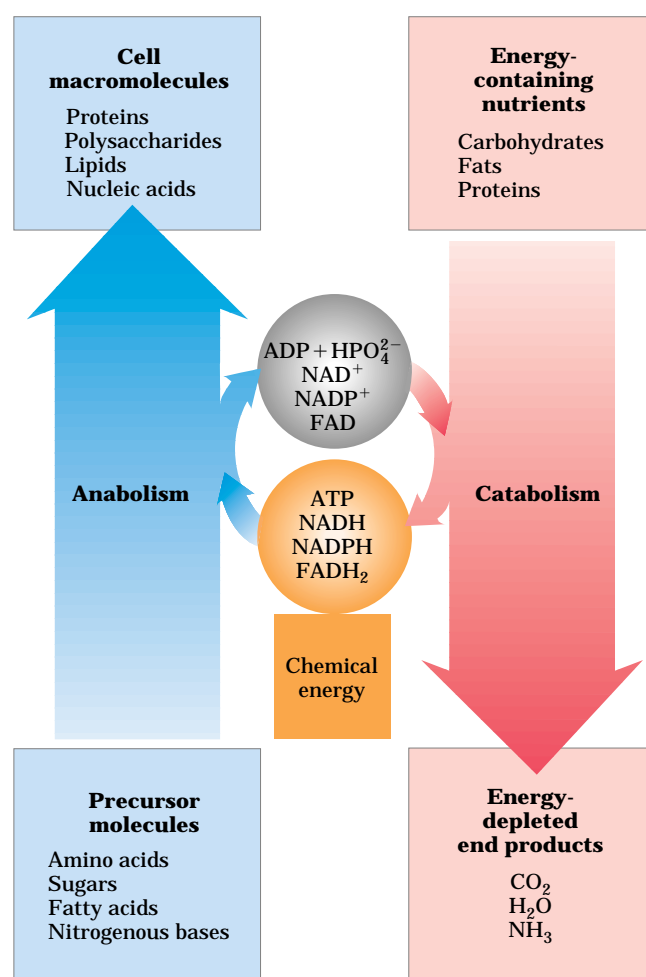 Cell
macromolecules
Proteins
Polysaccharides
Lipids
Nucleic acids
Energy-
containing
nutrients
Carbohydrates
Fats
Proteins
ADP + HPO₄²⁻
NAD⁺
NADP⁺
FAD
Anabolism
ATP
NADH
NADPH
FADH₂
Catabolism
Chemical
energy
Precursor
molecules
Amino acids
Sugars
Fatty acids
Nitrogenous bases
Energy-
depleted
end products
CO₂
H₂O
NH₃